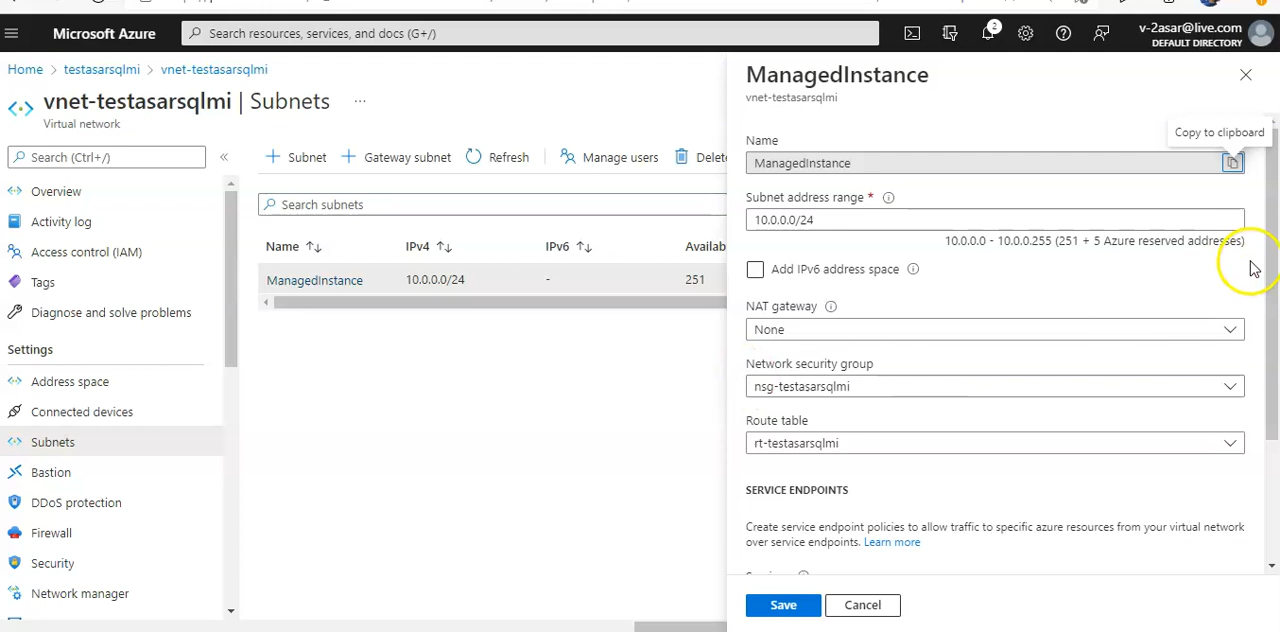 Microsoft Azure
Search resources, services, and docs (G+/)
2
v-2asar@live.com
DEFAULT DIRECTORY
Home > testasarsqlmi > vnet-testasarsqlmi
vnet-testasarsqlmi | Subnets ...
Virtual network
Search (Ctrl+/)
«
Overview
Activity log
Access control (IAM)
Tags
Diagnose and solve problems
Settings
Address space
Connected devices
Subnets
Bastion
DDoS protection
Firewall
Security
Network manager
+ Subnet + Gateway subnet Refresh Manage users Delete
Search subnets
Name ↑↓ IPv4 ↑↓ IPv6 ↑↓ Availab
ManagedInstance 10.0.0.0/24 - 251
ManagedInstance
vnet-testasarsqlmi
Copy to clipboard
Name
ManagedInstance
Subnet address range *
10.0.0.0/24
10.0.0.0 - 10.0.0.255 (251 + 5 Azure reserved addresses)
Add IPv6 address space
NAT gateway
None
Network security group
nsg-testasarsqlmi
Route table
rt-testasarsqlmi
SERVICE ENDPOINTS
Create service endpoint policies to allow traffic to specific azure resources from your virtual network
over service endpoints. Learn more
Save Cancel